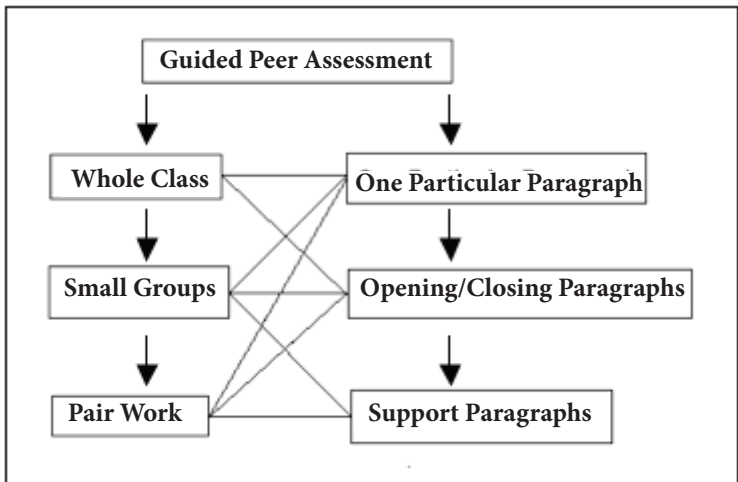 Guided Peer Assessment
Whole Class
One Particular Paragraph
Small Groups
Opening/Closing Paragraphs
Pair Work
Support Paragraphs